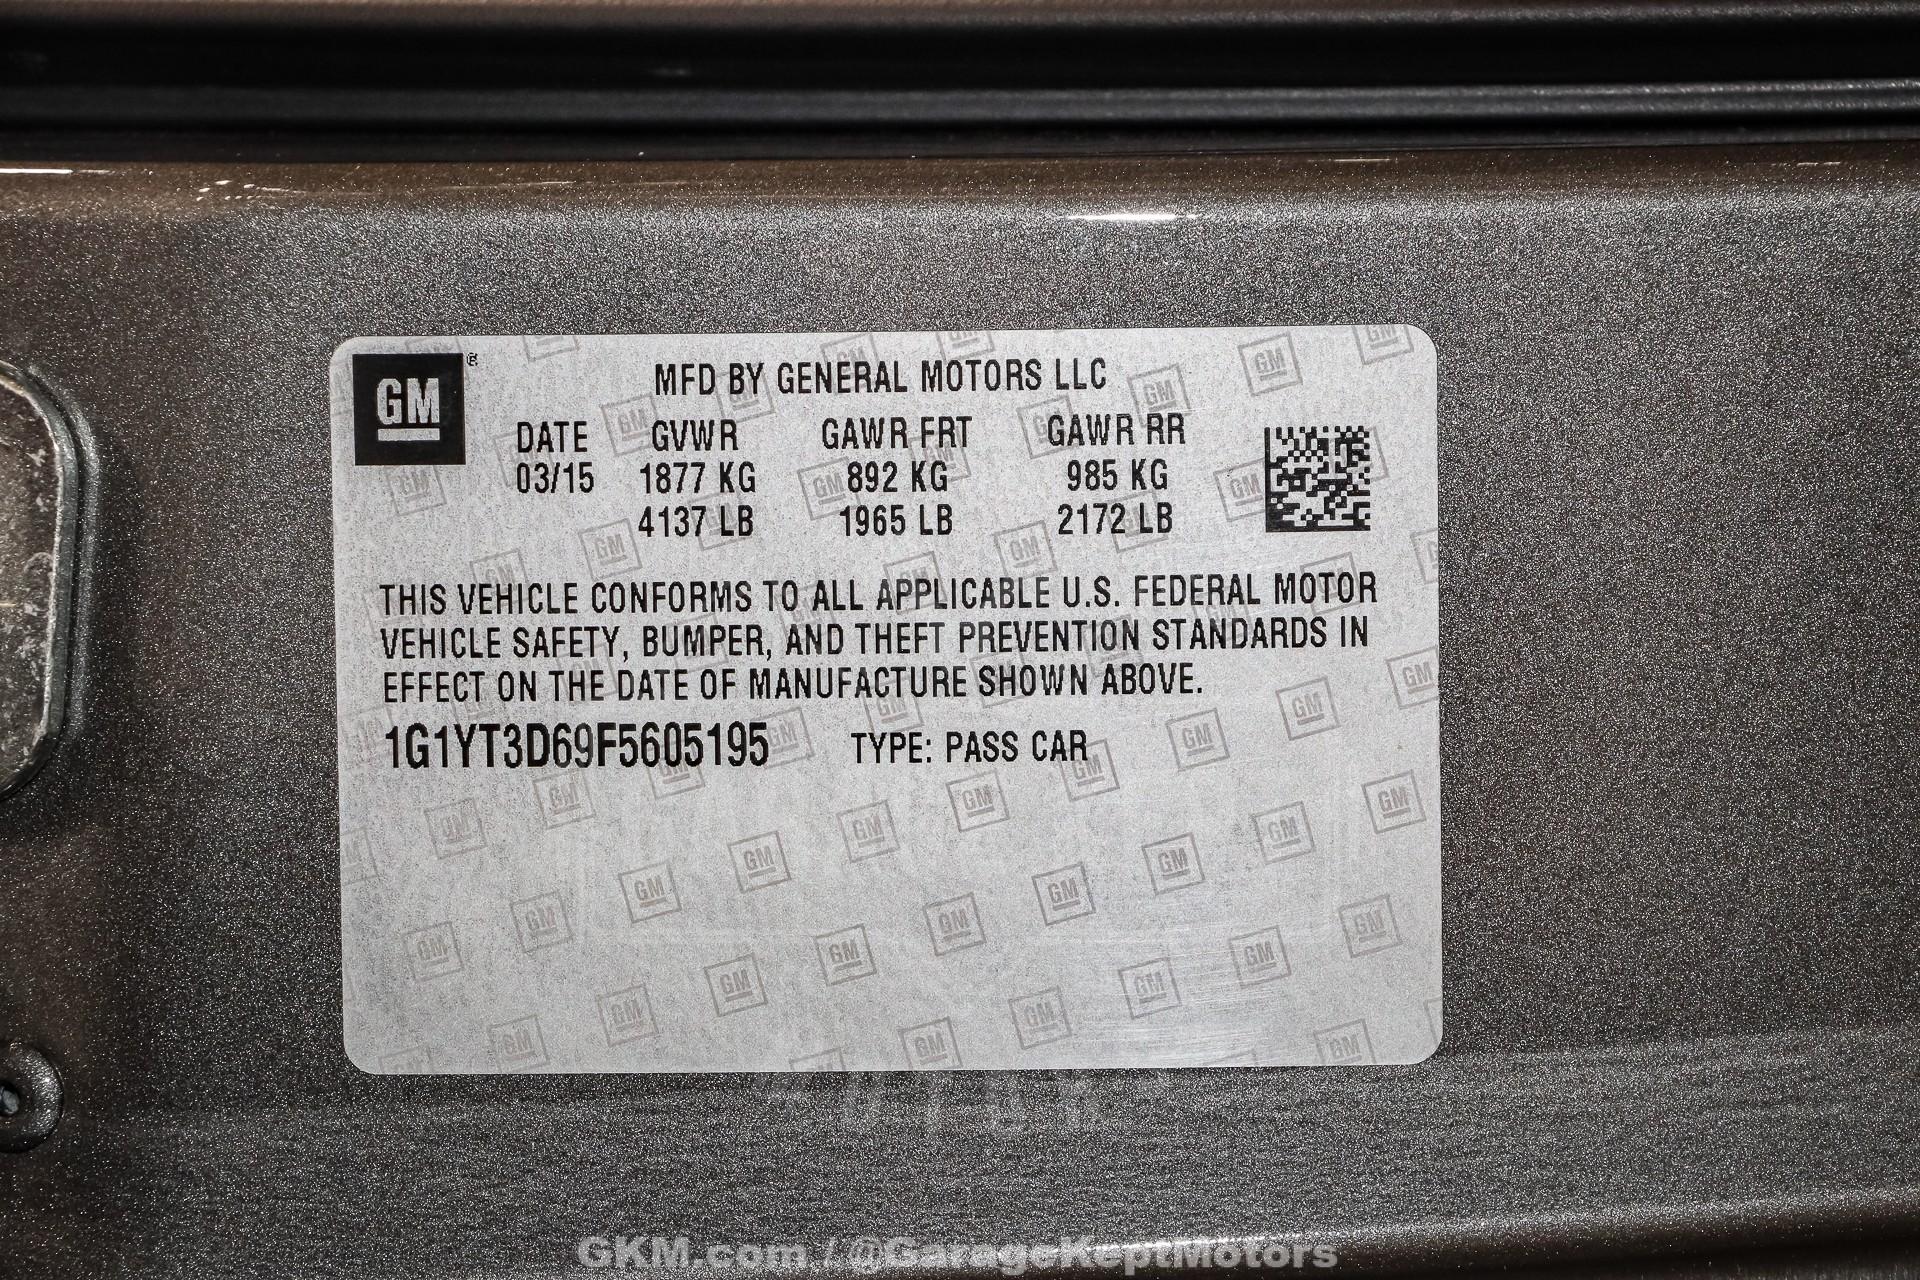 GM ®
MFD BY GENERAL MOTORS LLC
DATE GVWR GAWR FRT GAWR RR
03/15 1877 KG 892 KG 985 KG
4137 LB 1965 LB 2172 LB
THIS VEHICLE CONFORMS TO ALL APPLICABLE U.S. FEDERAL MOTOR
VEHICLE SAFETY, BUMPER, AND THEFT PREVENTION STANDARDS IN
EFFECT ON THE DATE OF MANUFACTURE SHOWN ABOVE.
1G1YT3D69F5605195 TYPE: PASS CAR
GKM.com / @GarageKeptMotors